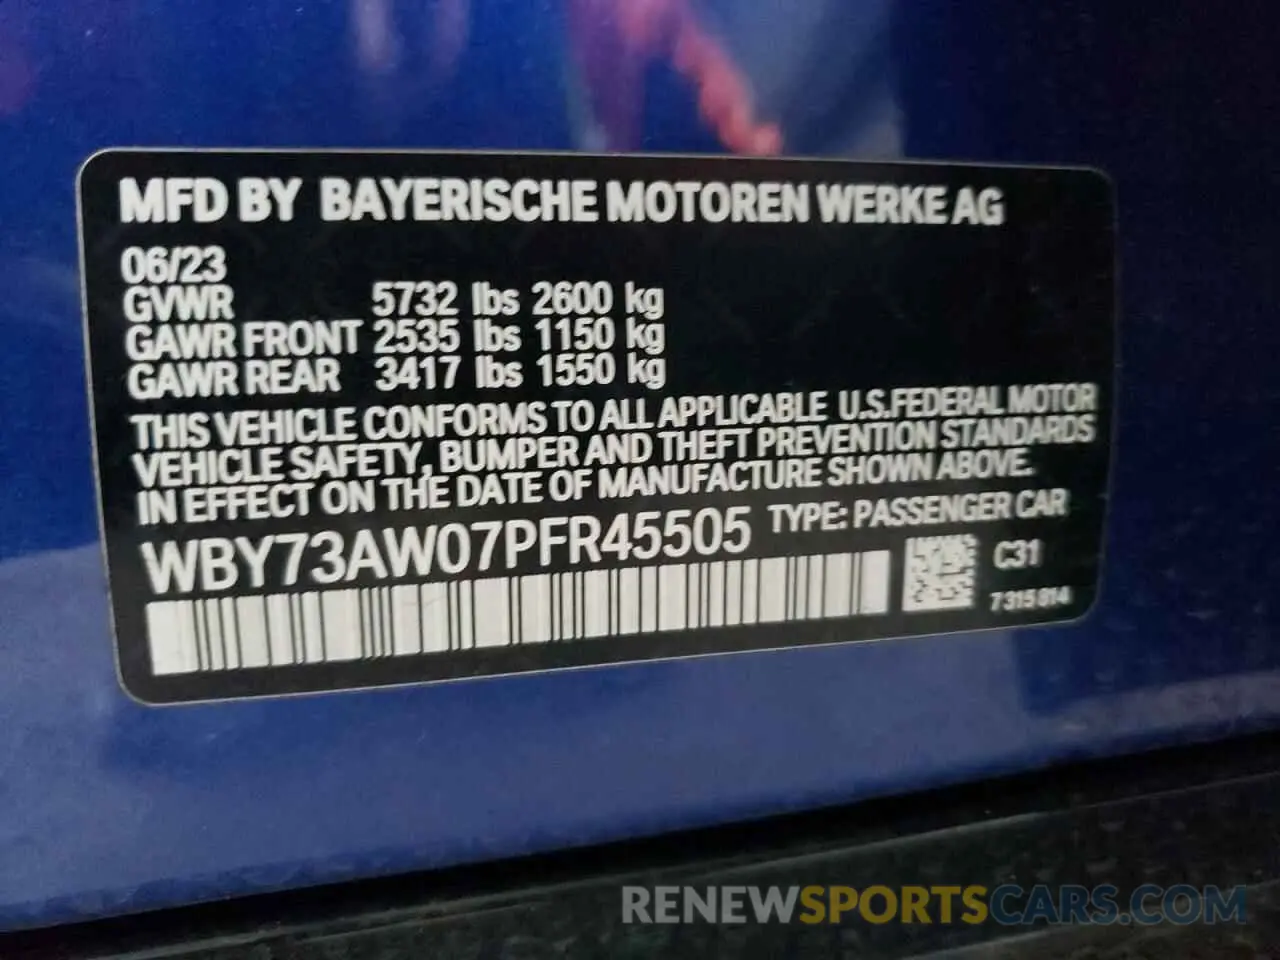 MFD BY BAYERISCHE MOTOREN WERKE AG
06/23
GVWR 5732 lbs 2600 kg
GAWR FRONT 2535 lbs 1150 kg
GAWR REAR 3417 lbs 1550 kg
THIS VEHICLE CONFORMS TO ALL APPLICABLE U.S.FEDERAL MOTOR
VEHICLE SAFETY, BUMPER AND THEFT PREVENTION STANDARDS
IN EFFECT ON THE DATE OF MANUFACTURE SHOWN ABOVE.
WBY73AW07PFR45505 TYPE: PASSENGER CAR
C31
7 315 814
RENEWSPORTSCARS.COM